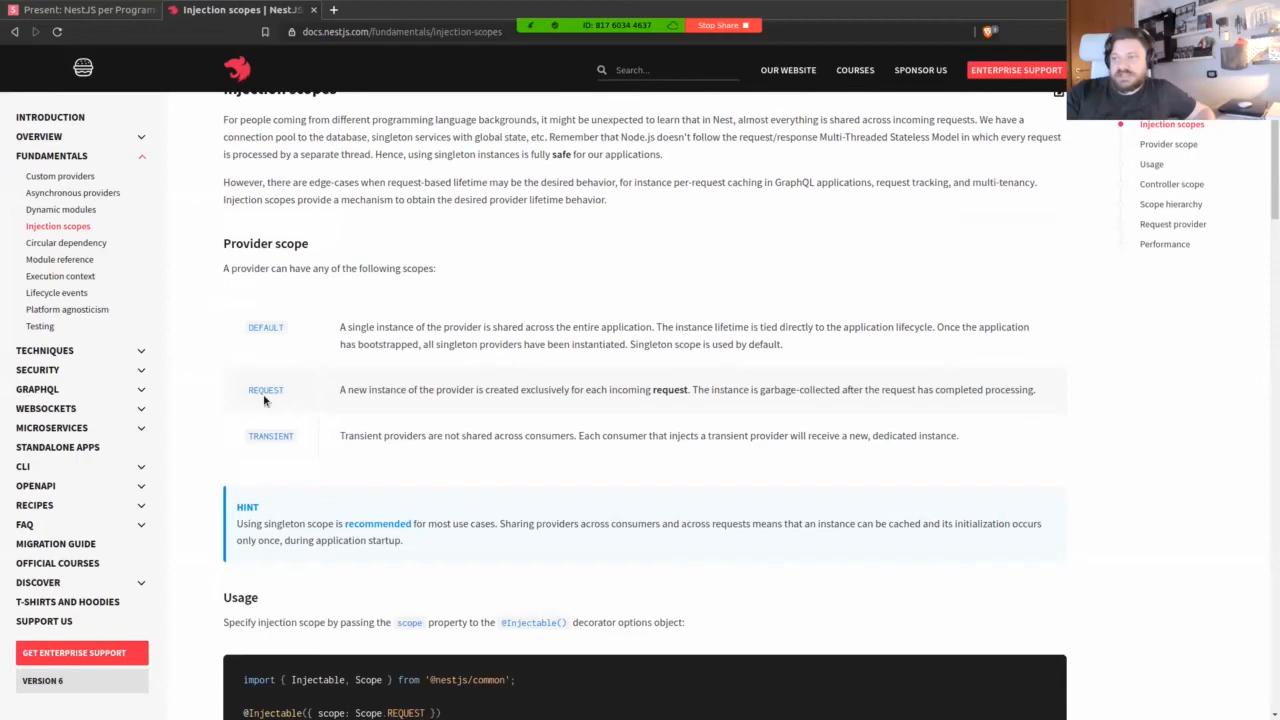 Present: NestJS per Program
Injection scopes | NestJS
docs.nestjs.com/fundamentals/injection-scopes
ID: 817 6034 4637
Stop Share
Search...
OUR WEBSITE
COURSES
SPONSOR US
ENTERPRISE SUPPORT
INTRODUCTION
OVERVIEW
FUNDAMENTALS
Custom providers
Asynchronous providers
Dynamic modules
Injection scopes
Circular dependency
Module reference
Execution context
Lifecycle events
Platform agnosticism
Testing
TECHNIQUES
SECURITY
GRAPHQL
WEBSOCKETS
MICROSERVICES
STANDALONE APPS
CLI
OPENAPI
RECIPES
FAQ
MIGRATION GUIDE
OFFICIAL COURSES
DISCOVER
T-SHIRTS AND HOODIES
SUPPORT US
GET ENTERPRISE SUPPORT
VERSION 6
Injection scopes
For people coming from different programming language backgrounds, it might be unexpected to learn that in Nest, almost everything is shared across incoming requests. We have a
connection pool to the database, singleton services with global state, etc. Remember that Node.js doesn't follow the request/response Multi-Threaded Stateless Model in which every request
is processed by a separate thread. Hence, using singleton instances is fully safe for our applications.
However, there are edge-cases when request-based lifetime may be the desired behavior, for instance per-request caching in GraphQL applications, request tracking, and multi-tenancy.
Injection scopes provide a mechanism to obtain the desired provider lifetime behavior.
Provider scope
A provider can have any of the following scopes:
DEFAULT
A single instance of the provider is shared across the entire application. The instance lifetime is tied directly to the application lifecycle. Once the application
has bootstrapped, all singleton providers have been instantiated. Singleton scope is used by default.
REQUEST
A new instance of the provider is created exclusively for each incoming request. The instance is garbage-collected after the request has completed processing.
TRANSIENT
Transient providers are not shared across consumers. Each consumer that injects a transient provider will receive a new, dedicated instance.
HINT
Using singleton scope is recommended for most use cases. Sharing providers across consumers and across requests means that an instance can be cached and its initialization occurs
only once, during application startup.
Usage
Specify injection scope by passing the scope property to the @Injectable() decorator options object:
import { Injectable, Scope } from '@nestjs/common';
@Injectable({ scope: Scope.REQUEST })
Injection scopes
Provider scope
Usage
Controller scope
Scope hierarchy
Request provider
Performance